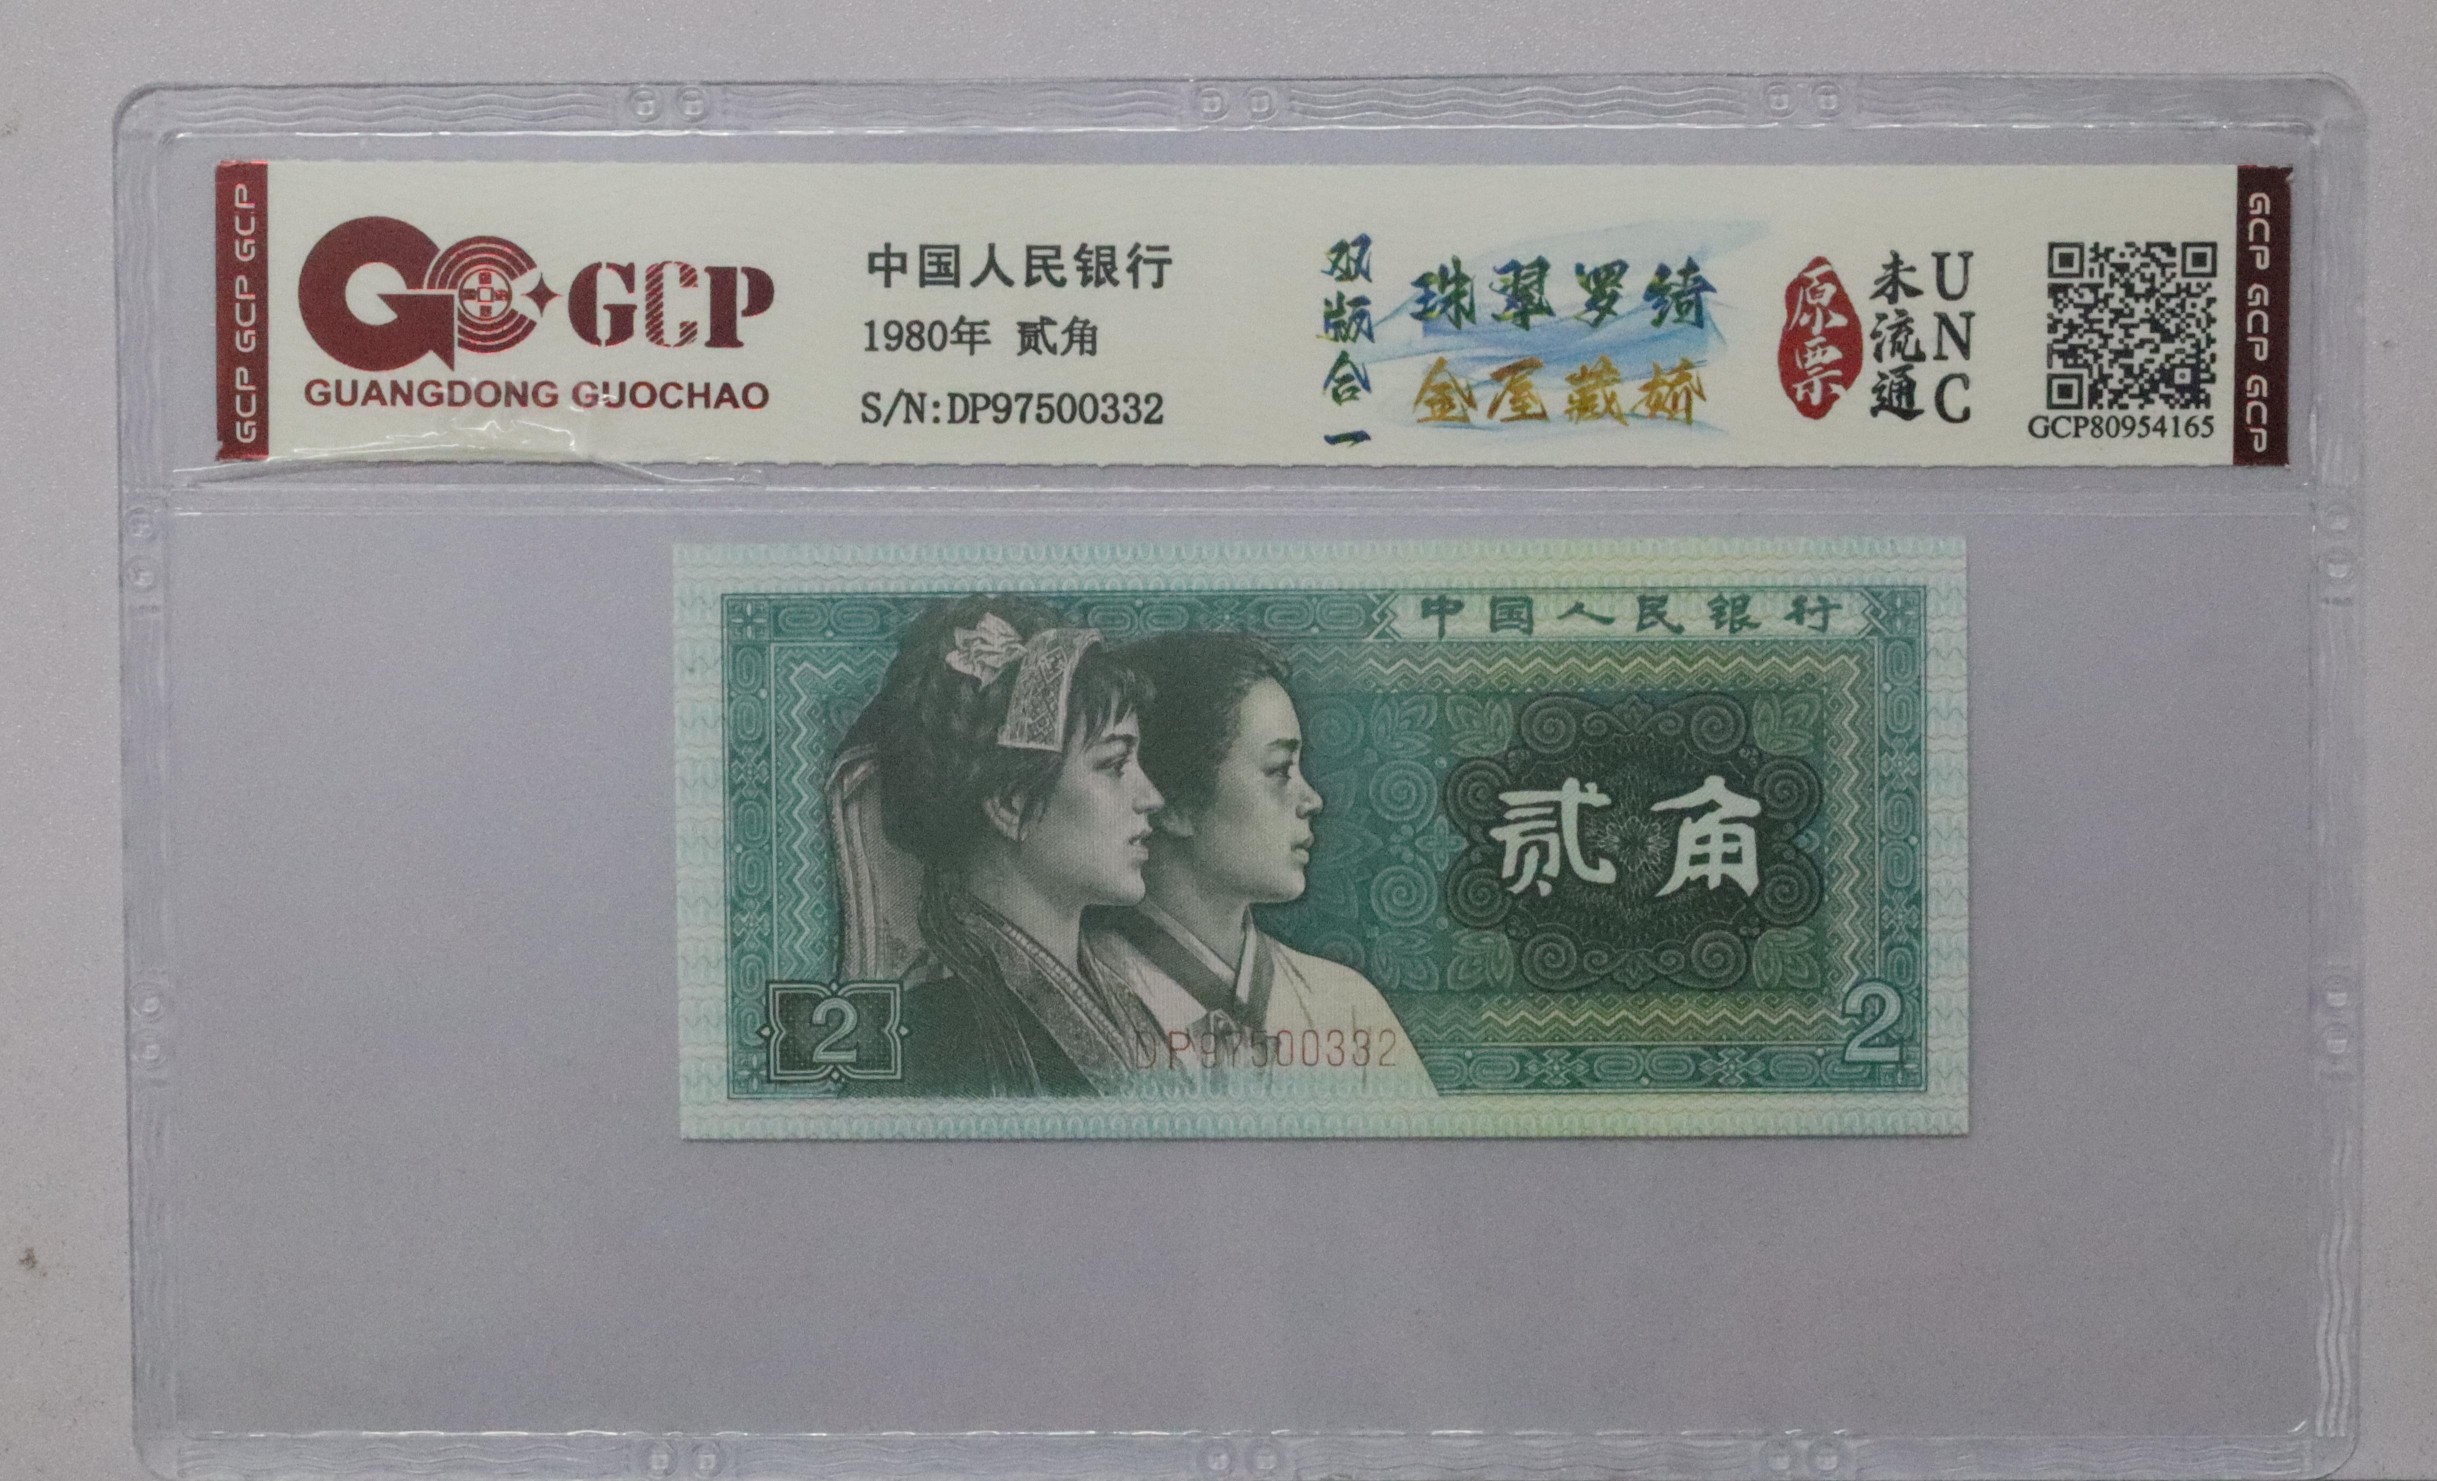 GCP GCP GCP
GCP
GUANGDONG GUOCHAO
中国人民银行
1980年 贰角
S/N:DP97500332
双版合一
珠翠罗绮
金屋藏娇
原票
未流通
UNC
GCP80954165
GCP GCP GCP
中国人民银行
贰角
2
DP97500332
2